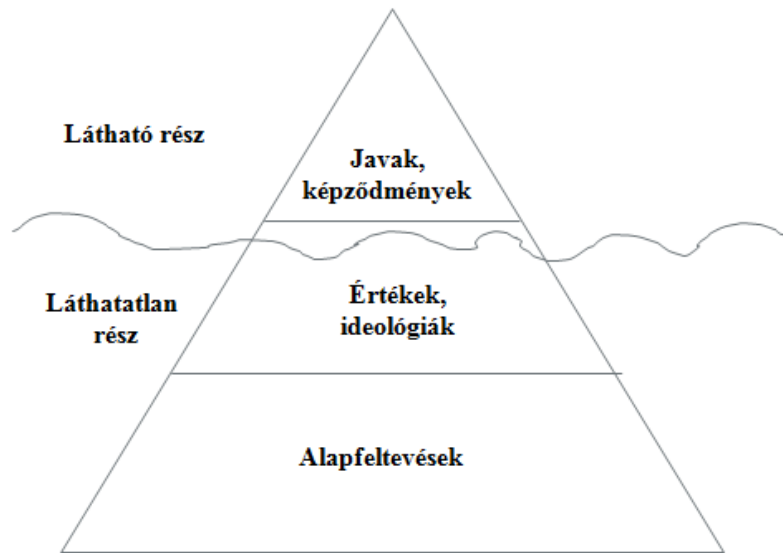 Látható rész
Javak,
képződmények
Láthatatlan
rész
Értékek,
ideológiák
Alapfeltevések